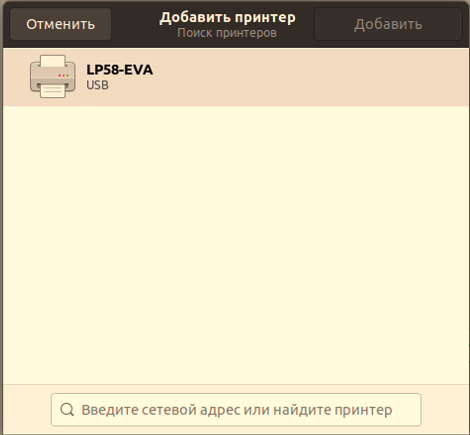 Отменить
Добавить принтер
Поиск принтеров
Добавить
LP58-EVA
USB
Введите сетевой адрес или найдите принтер